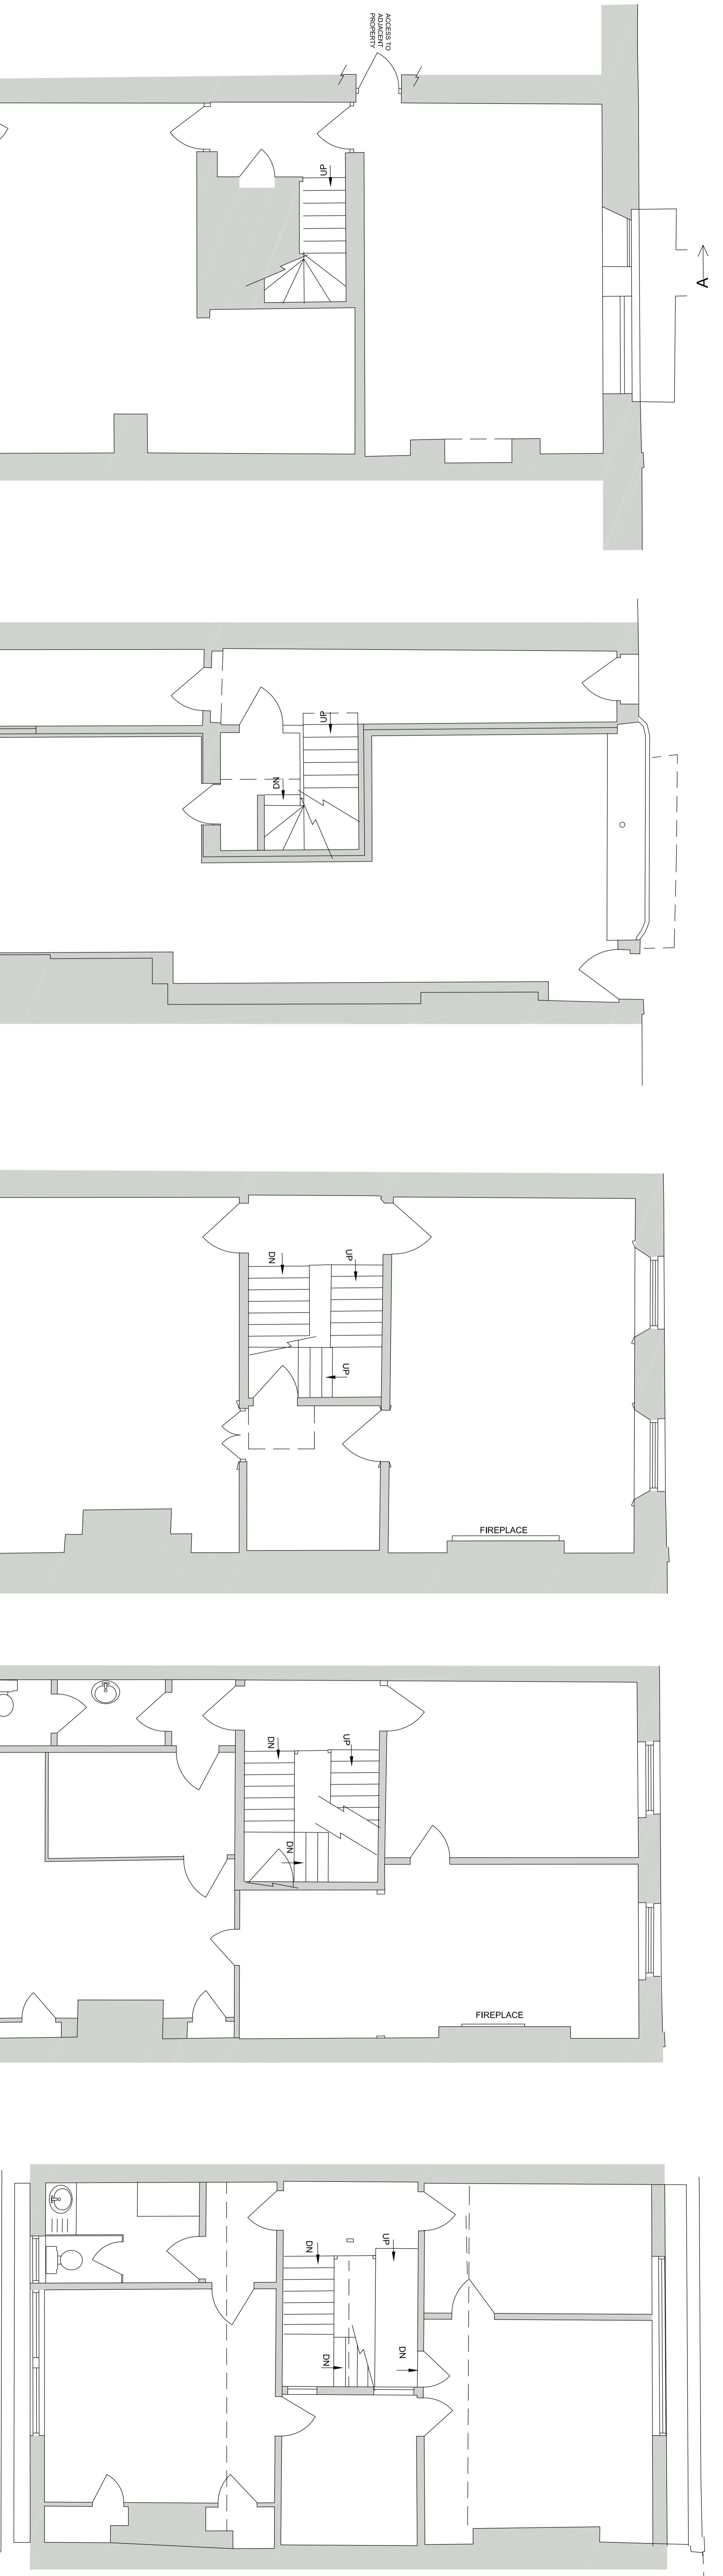 ACCESS TO
ADJACENT
PROPERTY
UP
A
UP
DN
DN
UP
UP
FIREPLACE
DN
UP
DN
FIREPLACE
UP
DN
DN
DN